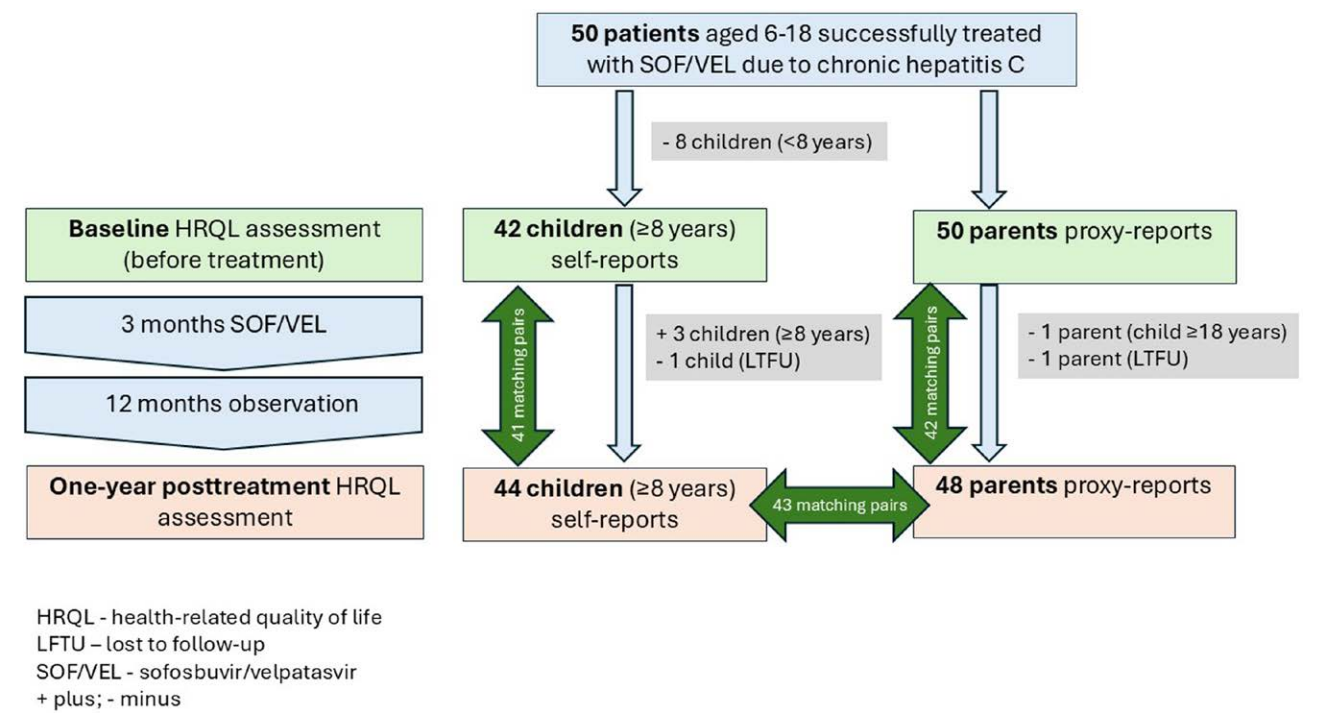 50 patients aged 6-18 successfully treated
with SOF/VEL due to chronic hepatitis C
- 8 children (<8 years)
Baseline HRQL assessment
(before treatment)
42 children (≥8 years)
self-reports
50 parents proxy-reports
3 months SOF/VEL
12 months observation
41 matching pairs
+ 3 children (≥8 years)
- 1 child (LTFU)
42 matching pairs
- 1 parent (child ≥18 years)
- 1 parent (LTFU)
One-year posttreatment HRQL
assessment
44 children (≥8 years)
self-reports
43 matching pairs
48 parents proxy-reports
HRQL - health-related quality of life
LFTU – lost to follow-up
SOF/VEL - sofosbuvir/velpatasvir
+ plus; - minus